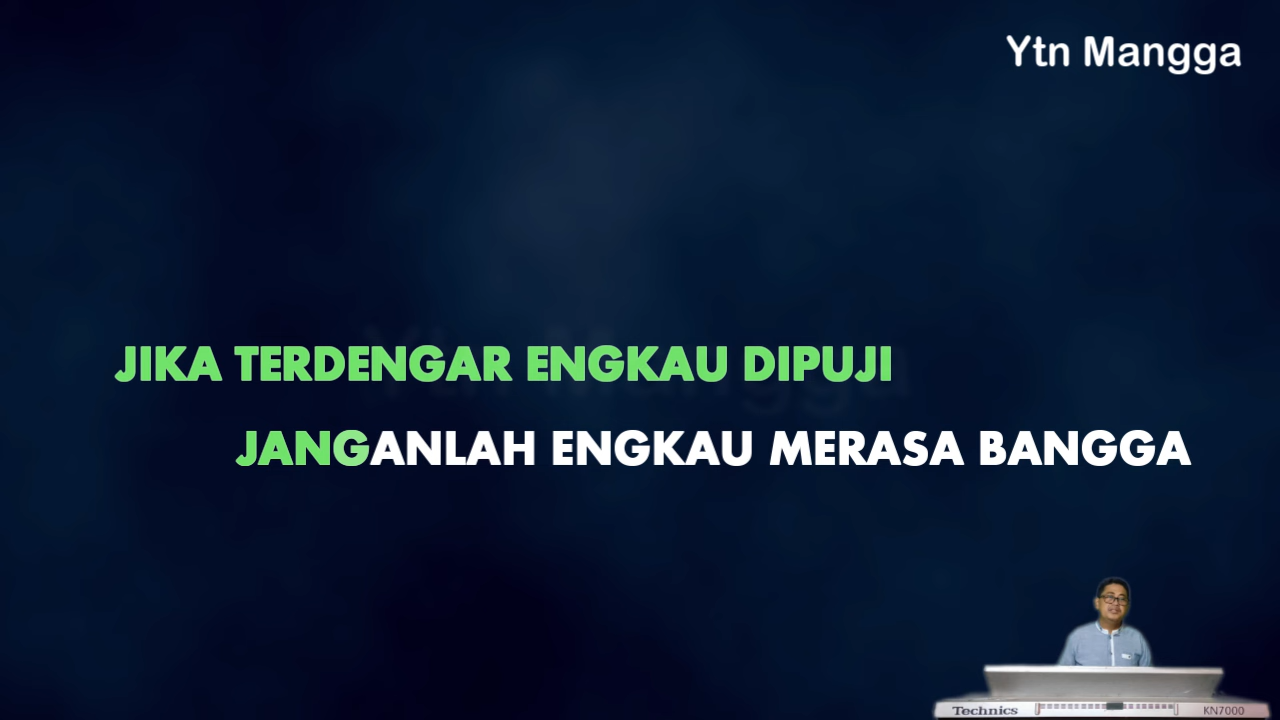 Ytn Mangga
JIKA TERDENGAR ENGKAU DIPUJI
JANGANLAH ENGKAU MERASA BANGGA
Technics KN7000